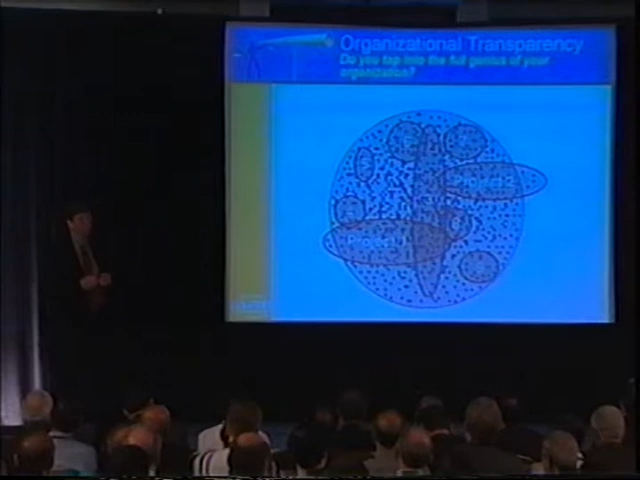 Organizational Transparency
Do you tap into the full genius of your
organization?
Project
Project